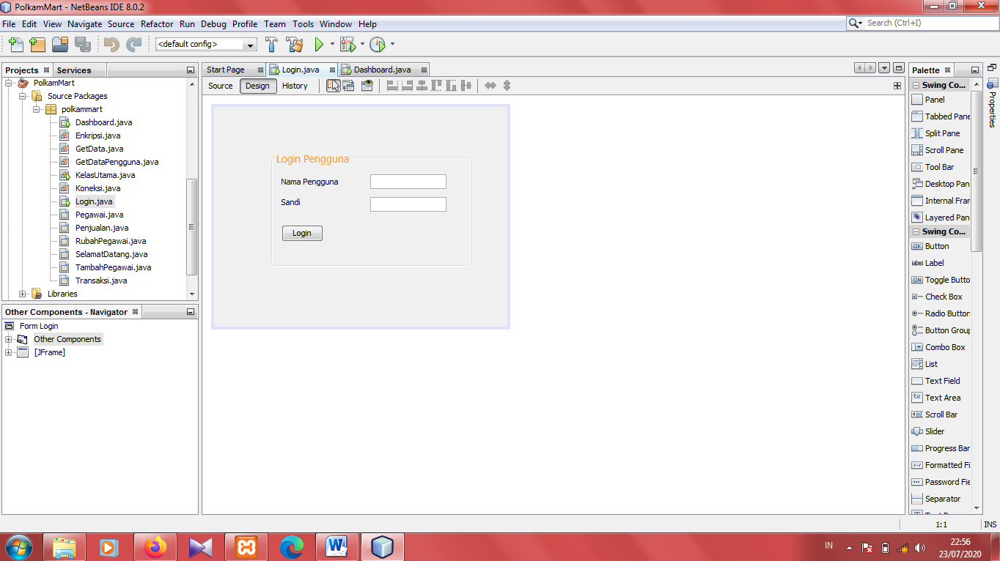 PolkamMart - NetBeans IDE 8.0.2
File Edit View Navigate Source Refactor Run Debug Profile Team Tools Window Help
Search (Ctrl+I)
<default config>
Projects Services
PolkamMart
Source Packages
polkammart
Dashboard.java
Enkripsi.java
GetData.java
GetDataPengguna.java
KelasUtama.java
Koneksi.java
Login.java
Pegawai.java
Penjualan.java
RubahPegawai.java
SelamatDatang.java
TambahPegawai.java
Transaksi.java
Libraries
Other Components - Navigator
Form Login
Other Components
[JFrame]
Start Page Login.java Dashboard.java
Source Design History
Login Pengguna
Nama Pengguna
Sandi
Login
Palette
Swing Co...
Panel
Tabbed Pane
Split Pane
Scroll Pane
Tool Bar
Desktop Pan
Internal Fran
Layered Pan
Swing Co...
OK Button
label Label
ON Toggle Butto
Check Box
Radio Button
Button Group
Combo Box
List
Text Field
tx Text Area
Scroll Bar
Slider
Progress Bar
Formatted Fi
Password Fie
Separator
Properties
1:1 INS
IN
22:56
23/07/2020